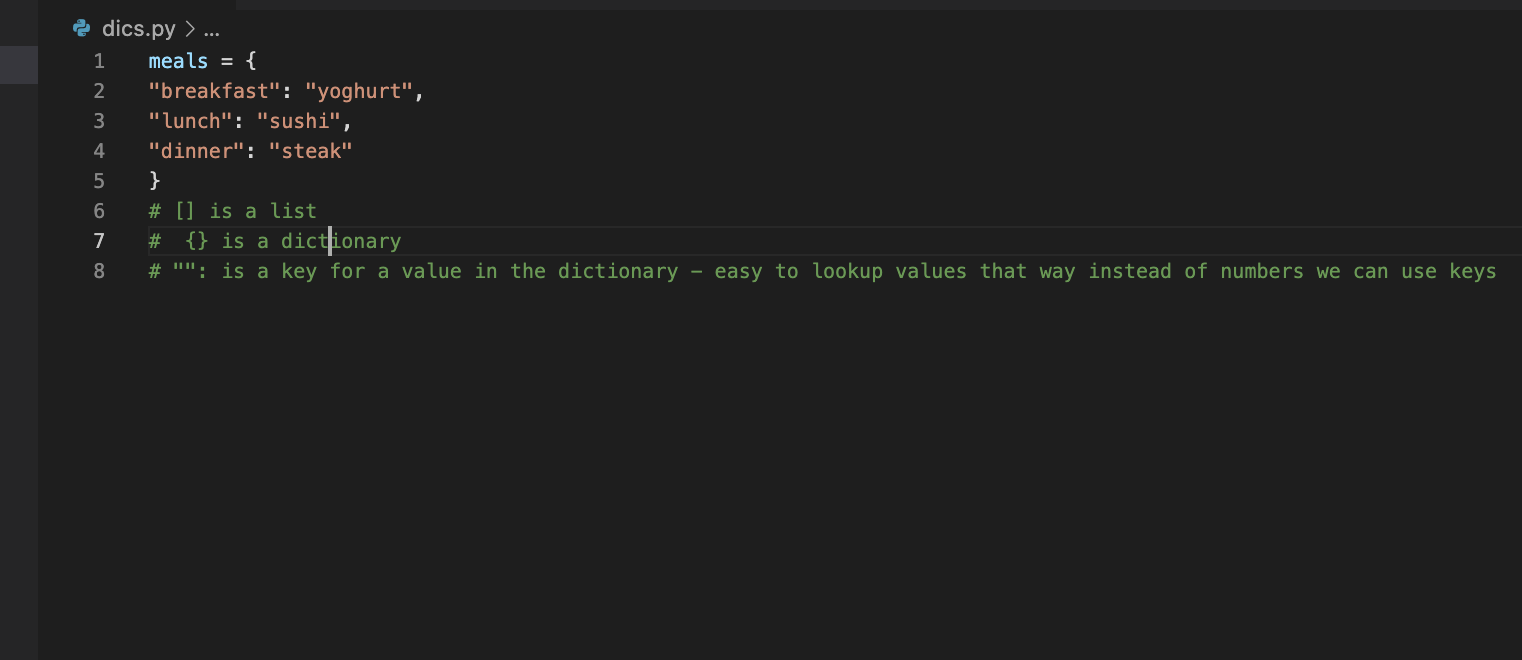 dics.py > ...
1 meals = {
2 "breakfast": "yoghurt",
3 "lunch": "sushi",
4 "dinner": "steak"
5 }
6 # [] is a list
7 #  {} is a dictionary
8 # "": is a key for a value in the dictionary – easy to lookup values that way instead of numbers we can use keys